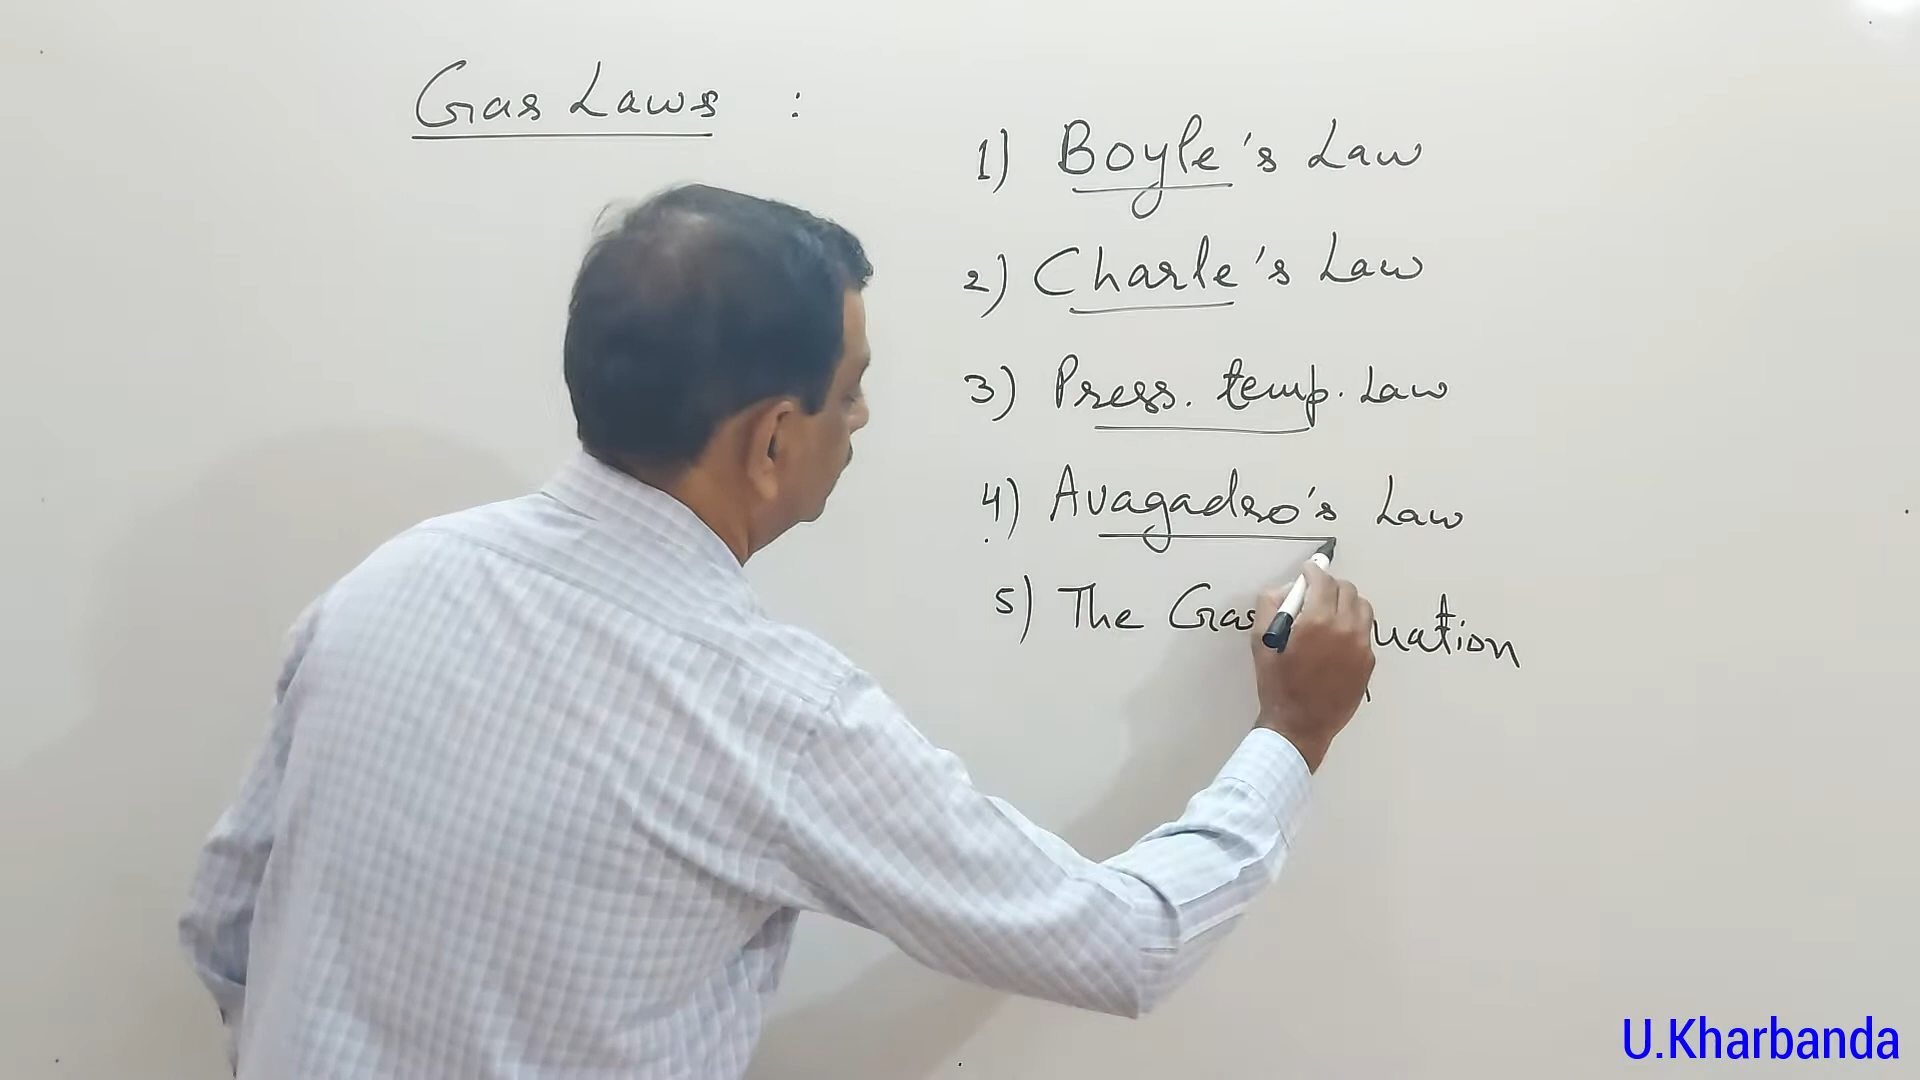 Gas Laws :
1) Boyle's Law
2) Charle's Law
3) Press. temp. Law
4) Avagadro's Law
5) The Gas
U.Kharbanda